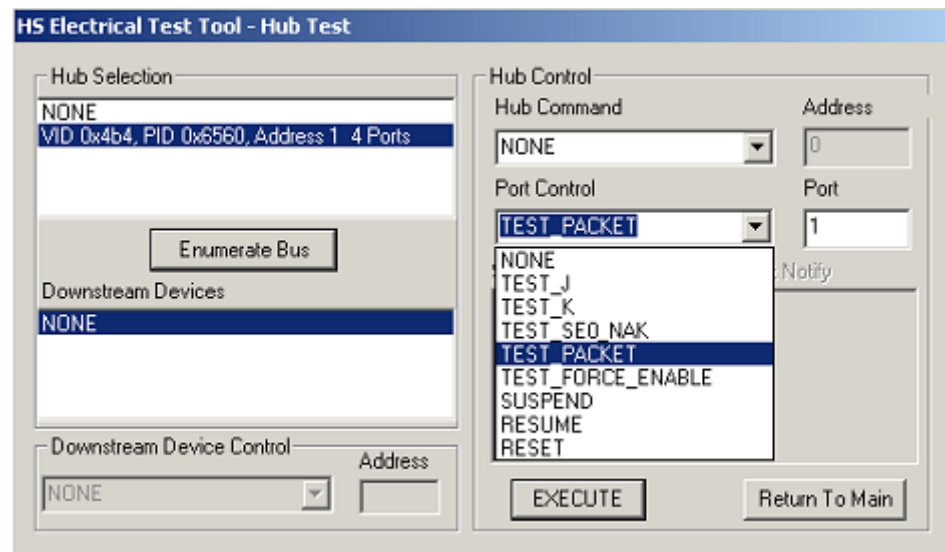 HS Electrical Test Tool - Hub Test
Hub Selection
NONE
VID 0x4b4, PID 0x6560, Address 1 4 Ports
Enumerate Bus
Downstream Devices
NONE
Downstream Device Control
Address
NONE
Hub Control
Hub Command
Address
NONE
0
Port Control
Port
TEST_PACKET
1
NONE
Notify
TEST_J
TEST_K
TEST_SE0_NAK
TEST_PACKET
TEST_FORCE_ENABLE
SUSPEND
RESUME
RESET
EXECUTE
Return To Main